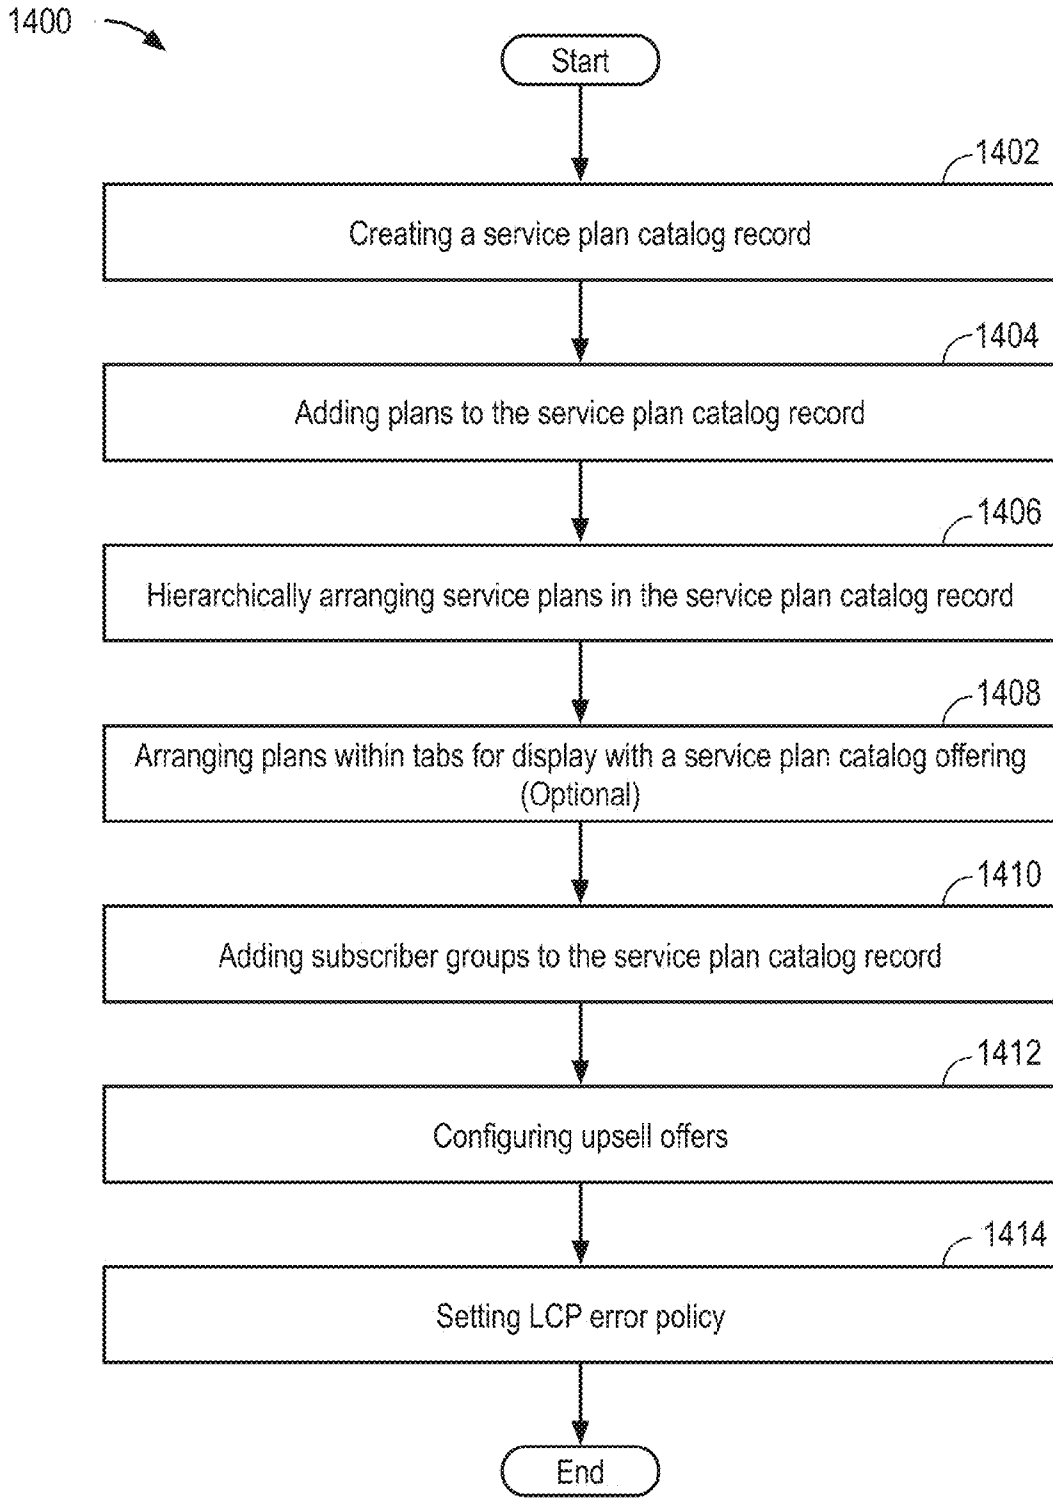 1400
Start
1402
Creating a service plan catalog record
1404
Adding plans to the service plan catalog record
1406
Hierarchically arranging service plans in the service plan catalog record
1408
Arranging plans within tabs for display with a service plan catalog offering
(Optional)
1410
Adding subscriber groups to the service plan catalog record
1412
Configuring upsell offers
1414
Setting LCP error policy
End